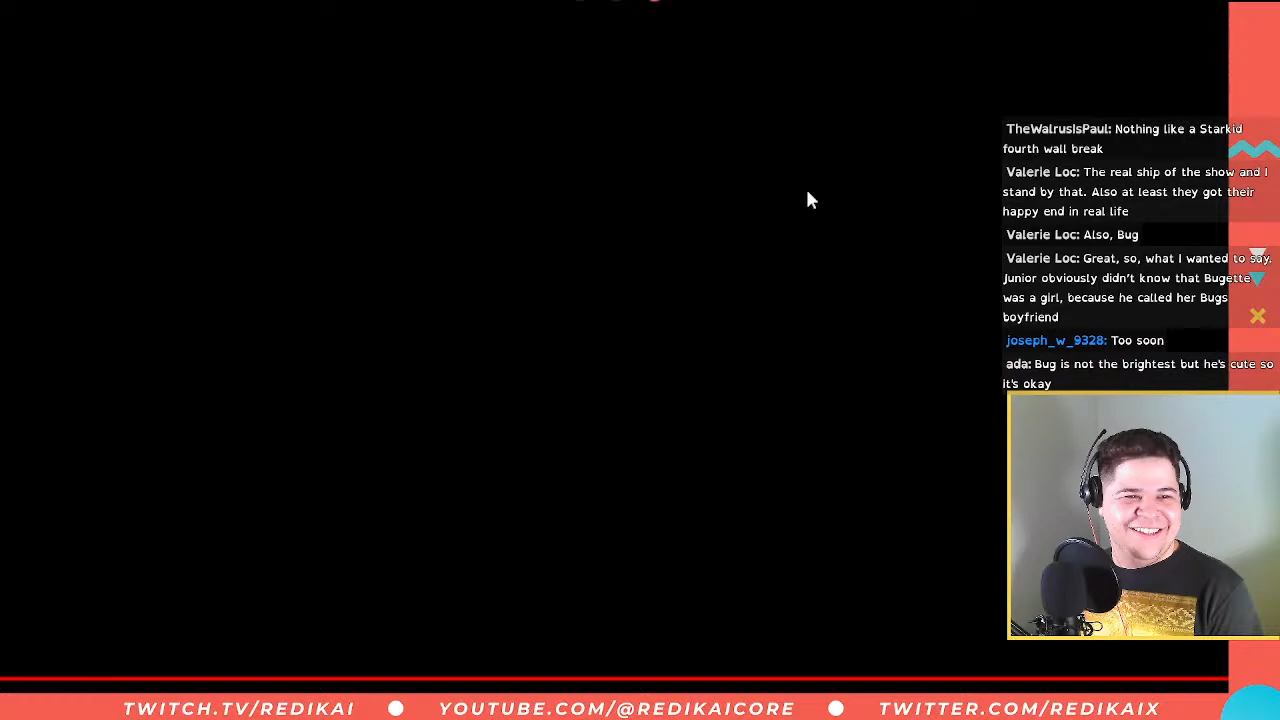 TheWalrusIsPaul: Nothing like a Starkid
fourth wall break
Valerie Loc: The real ship of the show and I
stand by that. Also at least they got their
happy end in real life
Valerie Loc: Also, Bug
Valerie Loc: Great, so, what I wanted to say,
Junior obviously didn't know that Bugette
was a girl, because he called her Bugs
boyfriend
joseph_w_9328: Too soon
ada: Bug is not the brightest but he's cute so
it's okay
TWITCH.TV/REDIKAI
YOUTUBE.COM/@REDIKAICORE
TWITTER.COM/REDIKAIX